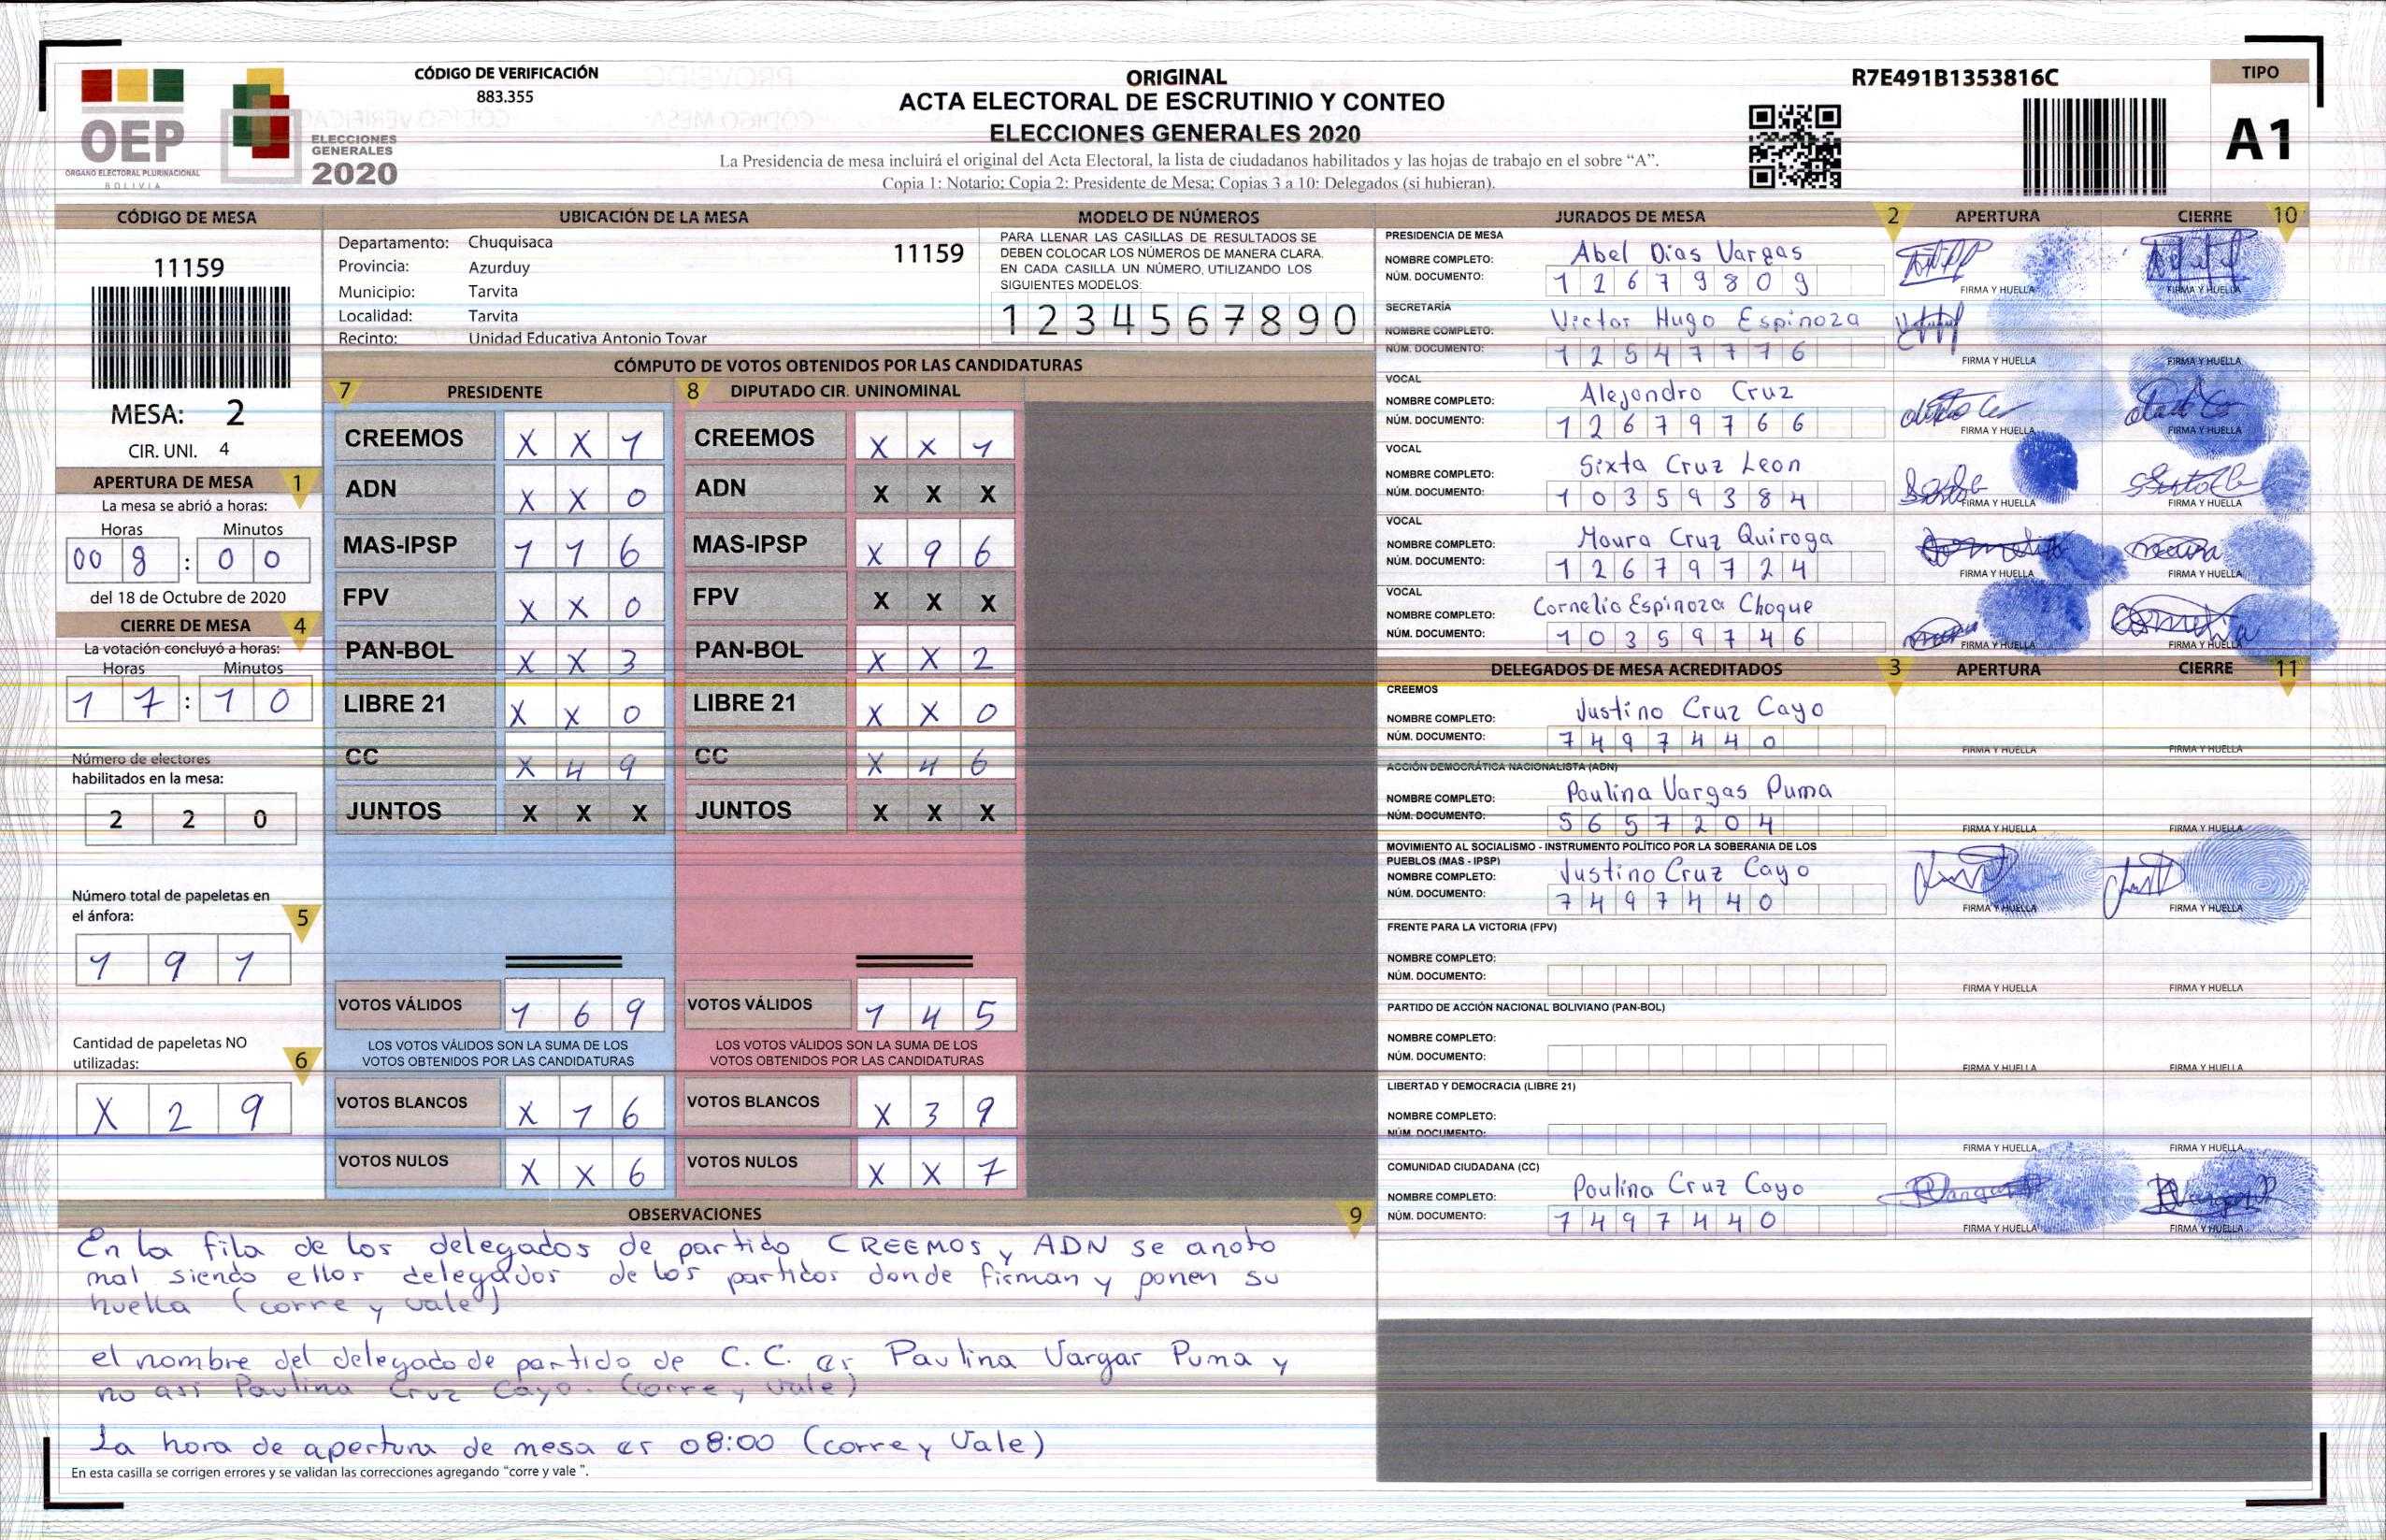 CÓDIGO DE VERIFICACIÓN
883.355
ORIGINAL
ACTA ELECTORAL DE ESCRUTINIO Y CONTEO
ELECCIONES GENERALES 2020
La Presidencia de mesa incluirá el original del Acta Electoral, la lista de ciudadanos habilitados y las hojas de trabajo en el sobre “A”.
Copia 1: Notario; Copia 2: Presidente de Mesa; Copias 3 a 10: Delegados (si hubieran).
R7E491B1353816C
TIPO
A1
OEP
ORGANO ELECTORAL PLURINACIONAL
BOLIVIA
ELECCIONES
GENERALES
2020
CÓDIGO DE MESA
11159
MESA: 2
CIR. UNI. 4
APERTURA DE MESA 1
La mesa se abrió a horas:
Horas Minutos
00 8 : 0 0
del 18 de Octubre de 2020
CIERRE DE MESA 4
La votación concluyó a horas:
Horas Minutos
1 7 : 1 0
Número de electores
habilitados en la mesa:
2 2 0
Número total de papeletas en
el ánfora: 5
1 9 1
Cantidad de papeletas NO
utilizadas: 6
X 2 9
UBICACIÓN DE LA MESA
Departamento: Chuquisaca 11159
Provincia: Azurduy
Municipio: Tarvita
Localidad: Tarvita
Recinto: Unidad Educativa Antonio Tovar
MODELO DE NÚMEROS
PARA LLENAR LAS CASILLAS DE RESULTADOS SE
DEBEN COLOCAR LOS NÚMEROS DE MANERA CLARA.
EN CADA CASILLA UN NÚMERO, UTILIZANDO LOS
SIGUIENTES MODELOS:
1 2 3 4 5 6 7 8 9 0
CÓMPUTO DE VOTOS OBTENIDOS POR LAS CANDIDATURAS
7 PRESIDENTE 8 DIPUTADO CIR. UNINOMINAL
CREEMOS X X 1 CREEMOS X X 1
ADN X X 0 ADN X X X
MAS-IPSP 1 1 6 MAS-IPSP X 9 6
FPV X X 0 FPV X X X
PAN-BOL X X 3 PAN-BOL X X 2
LIBRE 21 X X 0 LIBRE 21 X X 0
CC X 4 9 CC X 4 6
JUNTOS X X X JUNTOS X X X
VOTOS VÁLIDOS 1 6 9 VOTOS VÁLIDOS 1 4 5
LOS VOTOS VÁLIDOS SON LA SUMA DE LOS LOS VOTOS VÁLIDOS SON LA SUMA DE LOS
VOTOS OBTENIDOS POR LAS CANDIDATURAS VOTOS OBTENIDOS POR LAS CANDIDATURAS
VOTOS BLANCOS X 1 6 VOTOS BLANCOS X 3 9
VOTOS NULOS X X 6 VOTOS NULOS X X 7
OBSERVACIONES 9
En la fila de los delegados de partido CREEMOS y ADN se anoto
mal siendo ellos delegados de los partidos donde firman y ponen su
huella (corre y vale)
el nombre del delegado de partido de C.C. es Paulina Vargas Puma y
no asi Paulina Cruz Cayo. (corre y vale)
La hora de apertura de mesa es 08:00 (corre y Vale)
En esta casilla se corrigen errores y se validan las correcciones agregando “corre y vale ”.
JURADOS DE MESA 2 APERTURA CIERRE 10
PRESIDENCIA DE MESA
NOMBRE COMPLETO: Abel Dias Vargas
NÚM. DOCUMENTO: 1 2 6 7 9 8 0 9
FIRMA Y HUELLA FIRMA Y HUELLA
SECRETARÍA
NOMBRE COMPLETO: Victor Hugo Espinoza
NÚM. DOCUMENTO: 1 2 5 4 7 7 7 6
FIRMA Y HUELLA FIRMA Y HUELLA
VOCAL
NOMBRE COMPLETO: Alejandro Cruz
NÚM. DOCUMENTO: 1 2 6 7 9 7 6 6
FIRMA Y HUELLA FIRMA Y HUELLA
VOCAL
NOMBRE COMPLETO: Sixta Cruz Leon
NÚM. DOCUMENTO: 1 0 3 5 9 3 8 4
FIRMA Y HUELLA FIRMA Y HUELLA
VOCAL
NOMBRE COMPLETO: Maura Cruz Quiroga
NÚM. DOCUMENTO: 1 2 6 7 9 7 2 4
FIRMA Y HUELLA FIRMA Y HUELLA
VOCAL
NOMBRE COMPLETO: Cornelio Espinoza Choque
NÚM. DOCUMENTO: 1 0 3 5 9 7 4 6
FIRMA Y HUELLA FIRMA Y HUELLA
DELEGADOS DE MESA ACREDITADOS 3 APERTURA CIERRE 11
CREEMOS
NOMBRE COMPLETO: Justino Cruz Cayo
NÚM. DOCUMENTO: 7 4 9 7 4 4 0
FIRMA Y HUELLA FIRMA Y HUELLA
ACCIÓN DEMOCRÁTICA NACIONALISTA (ADN)
NOMBRE COMPLETO: Paulina Vargas Puma
NÚM. DOCUMENTO: 5 6 5 7 2 0 4
FIRMA Y HUELLA FIRMA Y HUELLA
MOVIMIENTO AL SOCIALISMO - INSTRUMENTO POLÍTICO POR LA SOBERANIA DE LOS
PUEBLOS (MAS - IPSP)
NOMBRE COMPLETO: Justino Cruz Cayo
NÚM. DOCUMENTO: 7 4 9 7 4 4 0
FIRMA Y HUELLA FIRMA Y HUELLA
FRENTE PARA LA VICTORIA (FPV)
NOMBRE COMPLETO:
NÚM. DOCUMENTO:
FIRMA Y HUELLA FIRMA Y HUELLA
PARTIDO DE ACCIÓN NACIONAL BOLIVIANO (PAN-BOL)
NOMBRE COMPLETO:
NÚM. DOCUMENTO:
FIRMA Y HUELLA FIRMA Y HUELLA
LIBERTAD Y DEMOCRACIA (LIBRE 21)
NOMBRE COMPLETO:
NÚM. DOCUMENTO:
FIRMA Y HUELLA FIRMA Y HUELLA
COMUNIDAD CIUDADANA (CC)
NOMBRE COMPLETO: Paulina Cruz Cayo
NÚM. DOCUMENTO: 7 4 9 7 4 4 0
FIRMA Y HUELLA FIRMA Y HUELLA